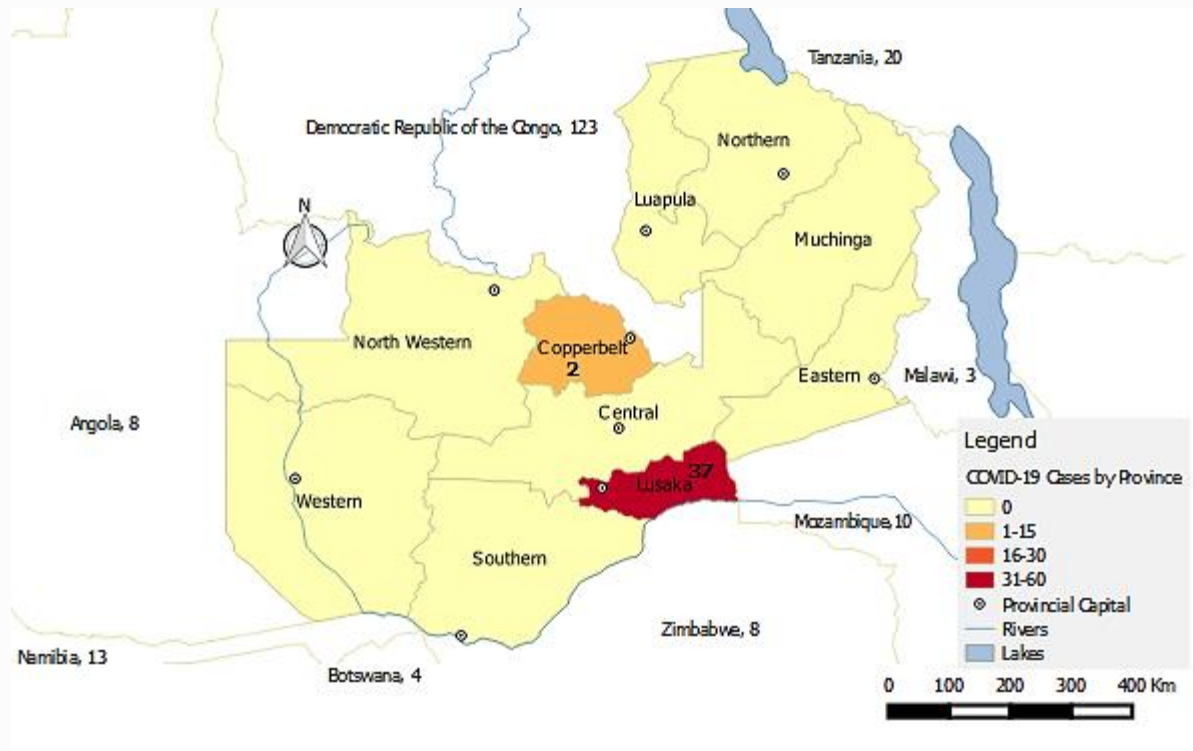 Tanzania, 20
Democratic Republic of the Congo, 123
Northern
Luapula
N
Muchinga
North Western
Copperbelt
2
Eastern
Malawi, 3
Central
Angola, 8
Legend
COVID-19 Cases by Province
0
1-15
16-30
31-60
Provincial Capital
Rivers
Lakes
37
Lusaka
Western
Mozambique,10
Southern
Zimbabwe, 8
Namibia, 13
Botswana, 4
0 100 200 300 400 Km